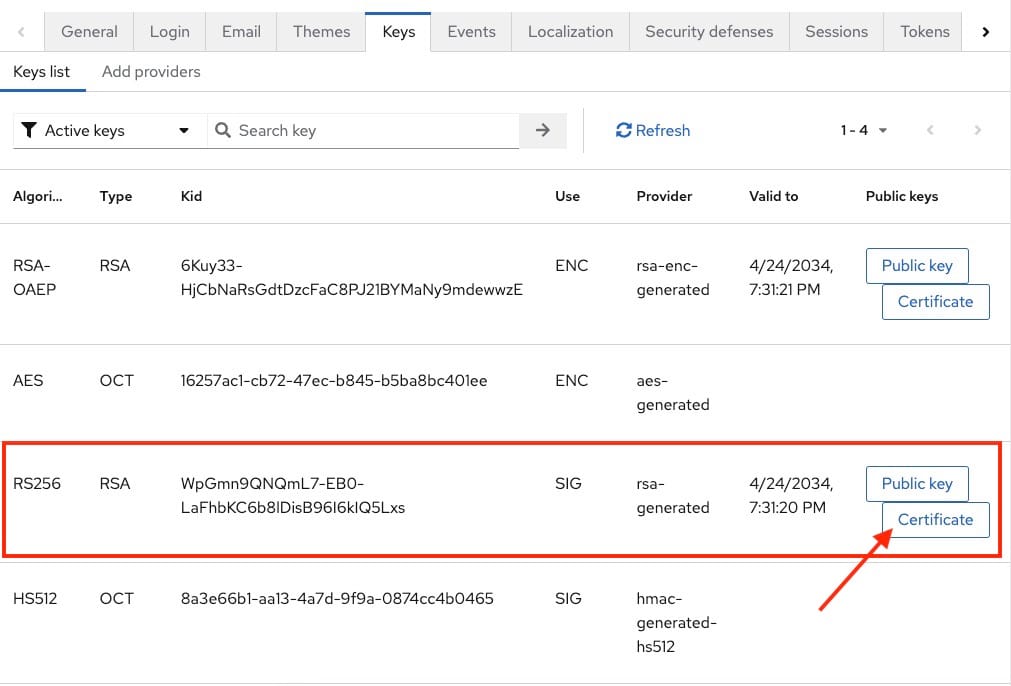 General Login Email Themes Keys Events Localization Security defenses Sessions Tokens
Keys list Add providers
Active keys Search key Refresh 1 - 4
Algori... Type Kid Use Provider Valid to Public keys
RSA- RSA 6Kuy33- ENC rsa-enc- 4/24/2034, Public key
OAEP HjCbNaRsGdtDzcFaC8PJ21BYMaNy9mdewwzE generated 7:31:21 PM
Certificate
AES OCT 16257ac1-cb72-47ec-b845-b5ba8bc401ee ENC aes-
generated
RS256 RSA WpGmn9QNQmL7-EB0- SIG rsa- 4/24/2034, Public key
LaFhbKC6b8lDisB96I6klQ5Lxs generated 7:31:20 PM
Certificate
HS512 OCT 8a3e66b1-aa13-4a7d-9f9a-0874cc4b0465 SIG hmac-
generated-
hs512